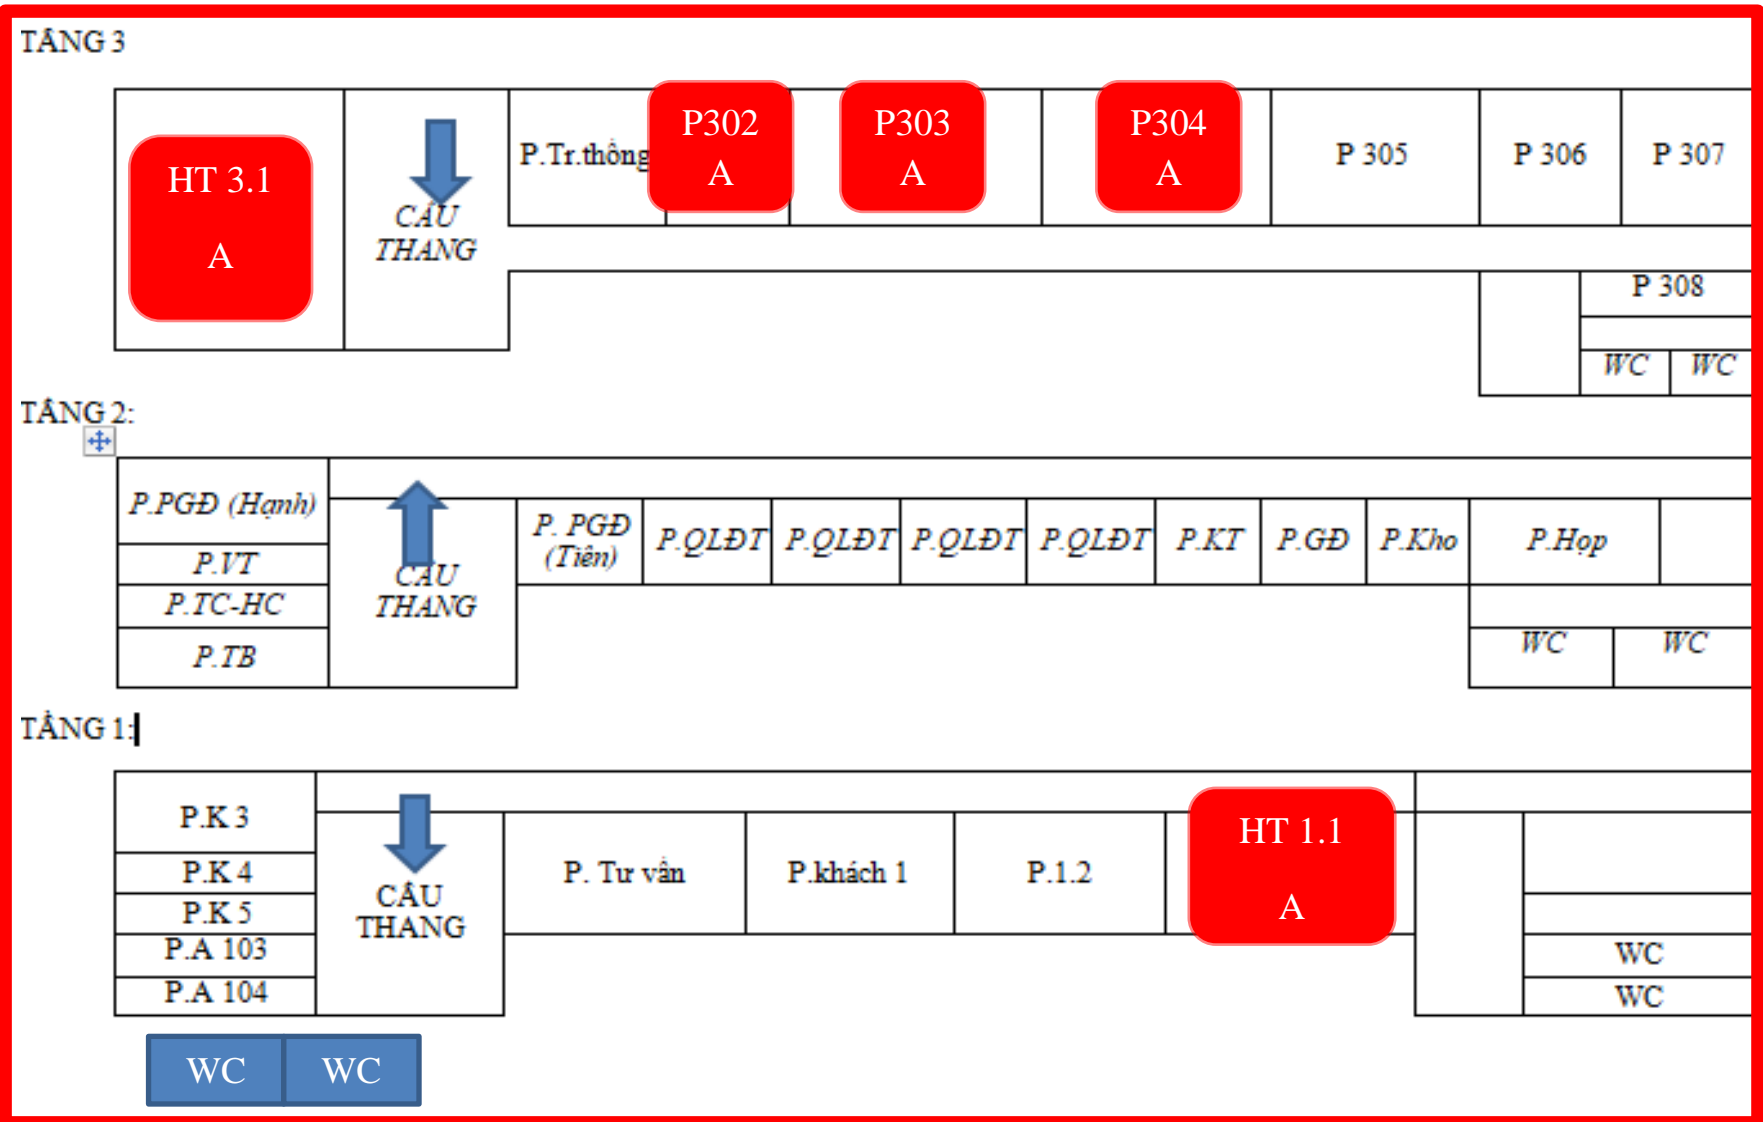 TẦNG 3
HT 3.1
A
CẦU
THANG
P.Tr.thông
P302
A
P303
A
P304
A
P 305
P 306
P 307
P 308
WC
WC
TẦNG 2:
P.PGĐ (Hạnh)
P.VT
P.TC-HC
P.TB
CẦU
THANG
P. PGĐ
(Tiên)
P.QLĐT
P.QLĐT
P.QLĐT
P.QLĐT
P.KT
P.GĐ
P.Kho
P.Họp
WC
WC
TẦNG 1:
P.K 3
P.K 4
P.K 5
P.A 103
P.A 104
CẦU
THANG
P. Tư vấn
P.khách 1
P.1.2
HT 1.1
A
WC
WC
WC
WC